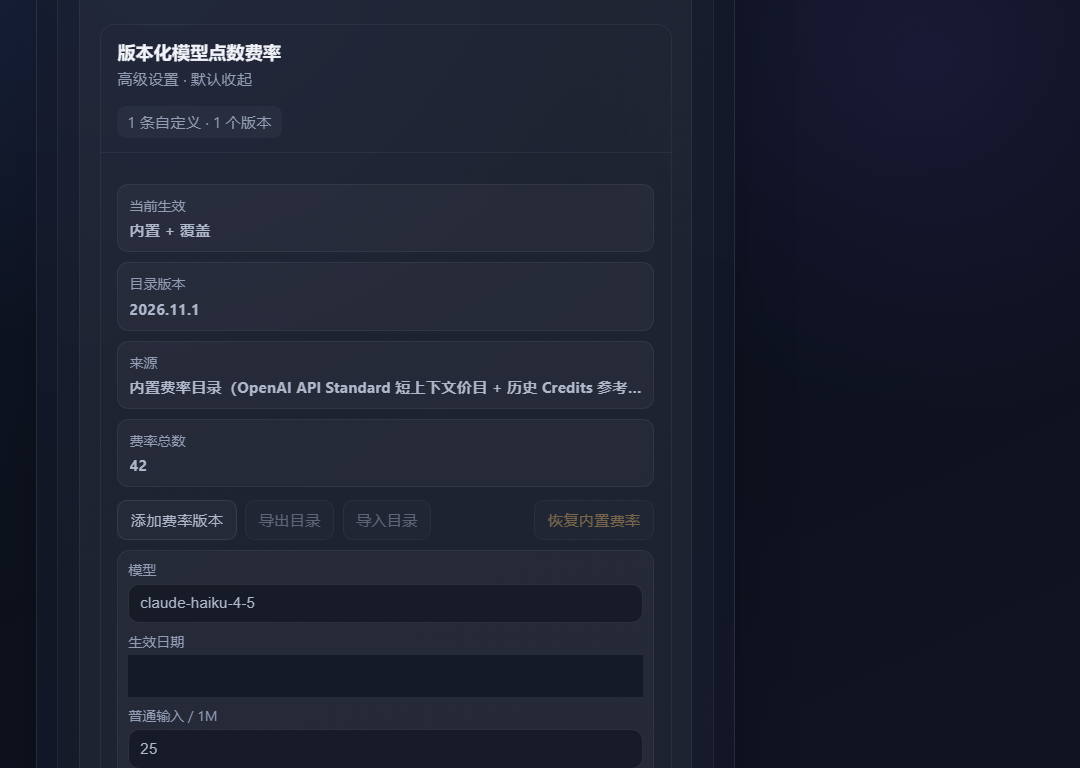 版本化模型点数费率
高级设置 · 默认收起
1 条自定义 · 1 个版本
当前生效
内置 + 覆盖
目录版本
2026.11.1
来源
内置费率目录（OpenAI API Standard 短上下文价目 + 历史 Credits 参考...
费率总数
42
添加费率版本 导出目录 导入目录 恢复内置费率
模型
claude-haiku-4-5
生效日期
普通输入 / 1M
25